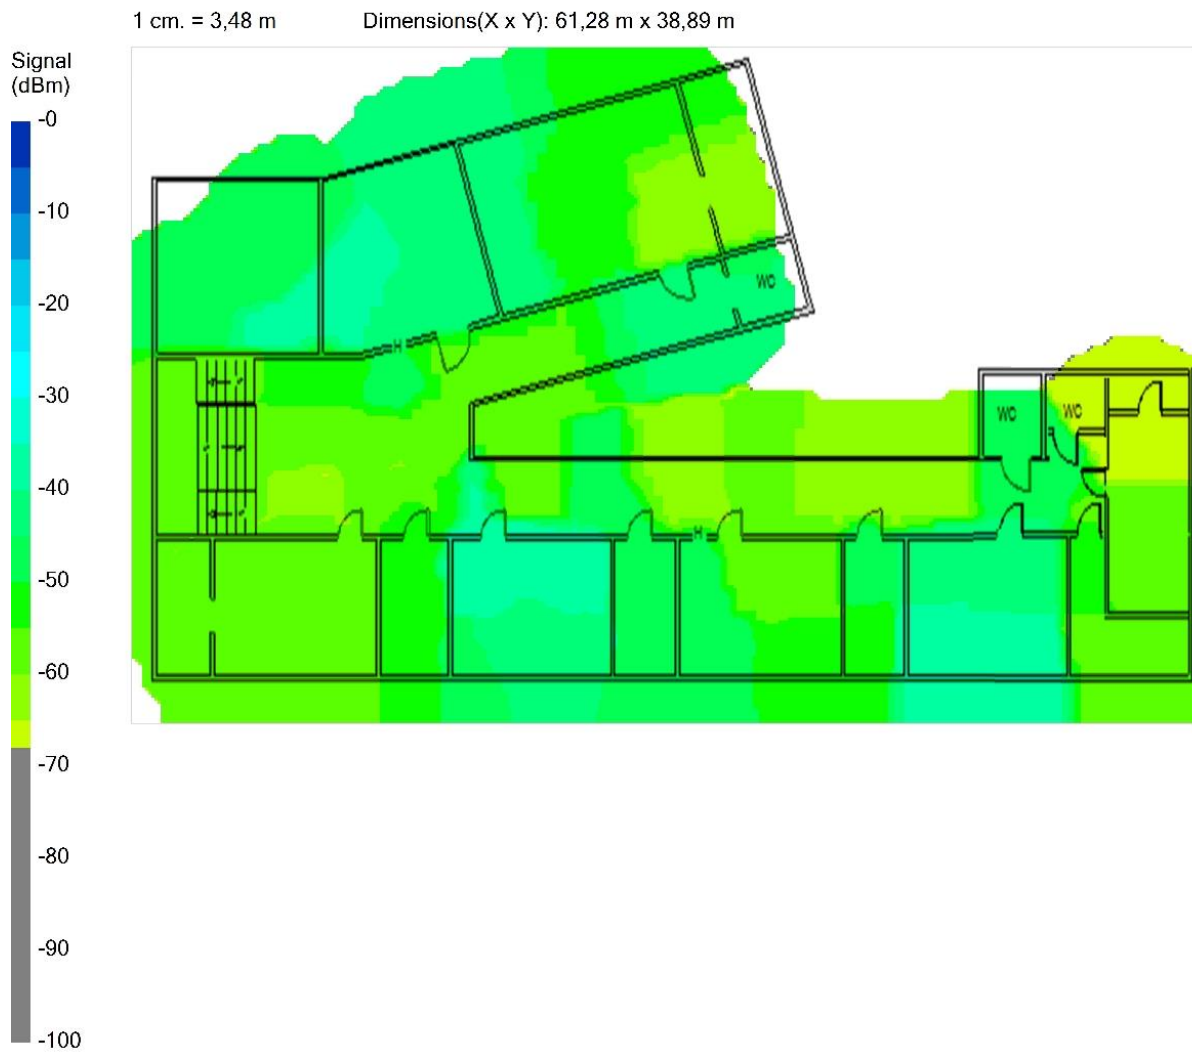 1 cm. = 3,48 m Dimensions(X x Y): 61,28 m x 38,89 m
Signal
(dBm)
-0
-10
-20
-30
-40
-50
-60
-70
-80
-90
-100
WC
H
WC
WC
H